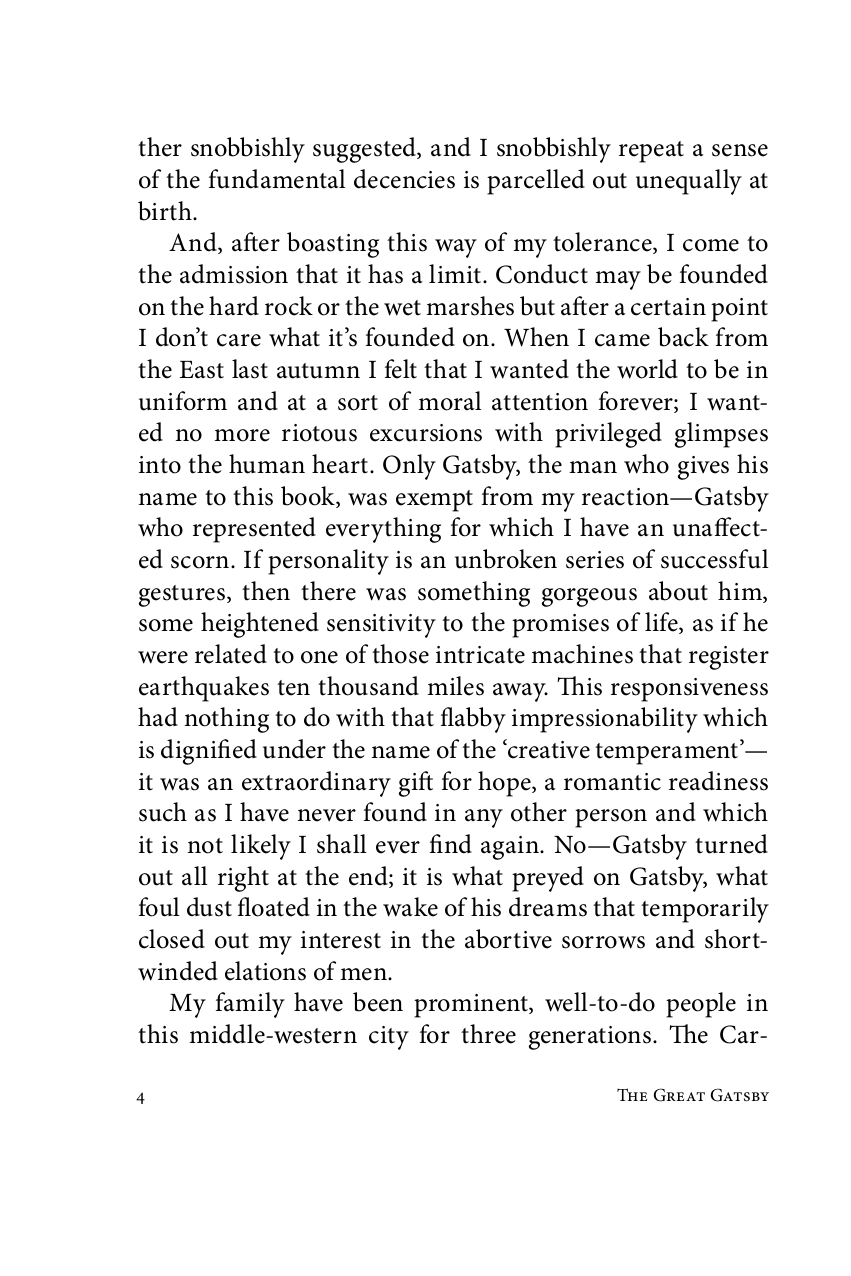 ther snobbishly suggested, and I snobbishly repeat a sense
of the fundamental decencies is parcelled out unequally at
birth.
And, after boasting this way of my tolerance, I come to
the admission that it has a limit. Conduct may be founded
on the hard rock or the wet marshes but after a certain point
I don’t care what it’s founded on. When I came back from
the East last autumn I felt that I wanted the world to be in
uniform and at a sort of moral attention forever; I want-
ed no more riotous excursions with privileged glimpses
into the human heart. Only Gatsby, the man who gives his
name to this book, was exempt from my reaction—Gatsby
who represented everything for which I have an unaffect-
ed scorn. If personality is an unbroken series of successful
gestures, then there was something gorgeous about him,
some heightened sensitivity to the promises of life, as if he
were related to one of those intricate machines that register
earthquakes ten thousand miles away. This responsiveness
had nothing to do with that flabby impressionability which
is dignified under the name of the ‘creative temperament’—
it was an extraordinary gift for hope, a romantic readiness
such as I have never found in any other person and which
it is not likely I shall ever find again. No—Gatsby turned
out all right at the end; it is what preyed on Gatsby, what
foul dust floated in the wake of his dreams that temporarily
closed out my interest in the abortive sorrows and short-
winded elations of men.
My family have been prominent, well-to-do people in
this middle-western city for three generations. The Car-
4 The Great Gatsby